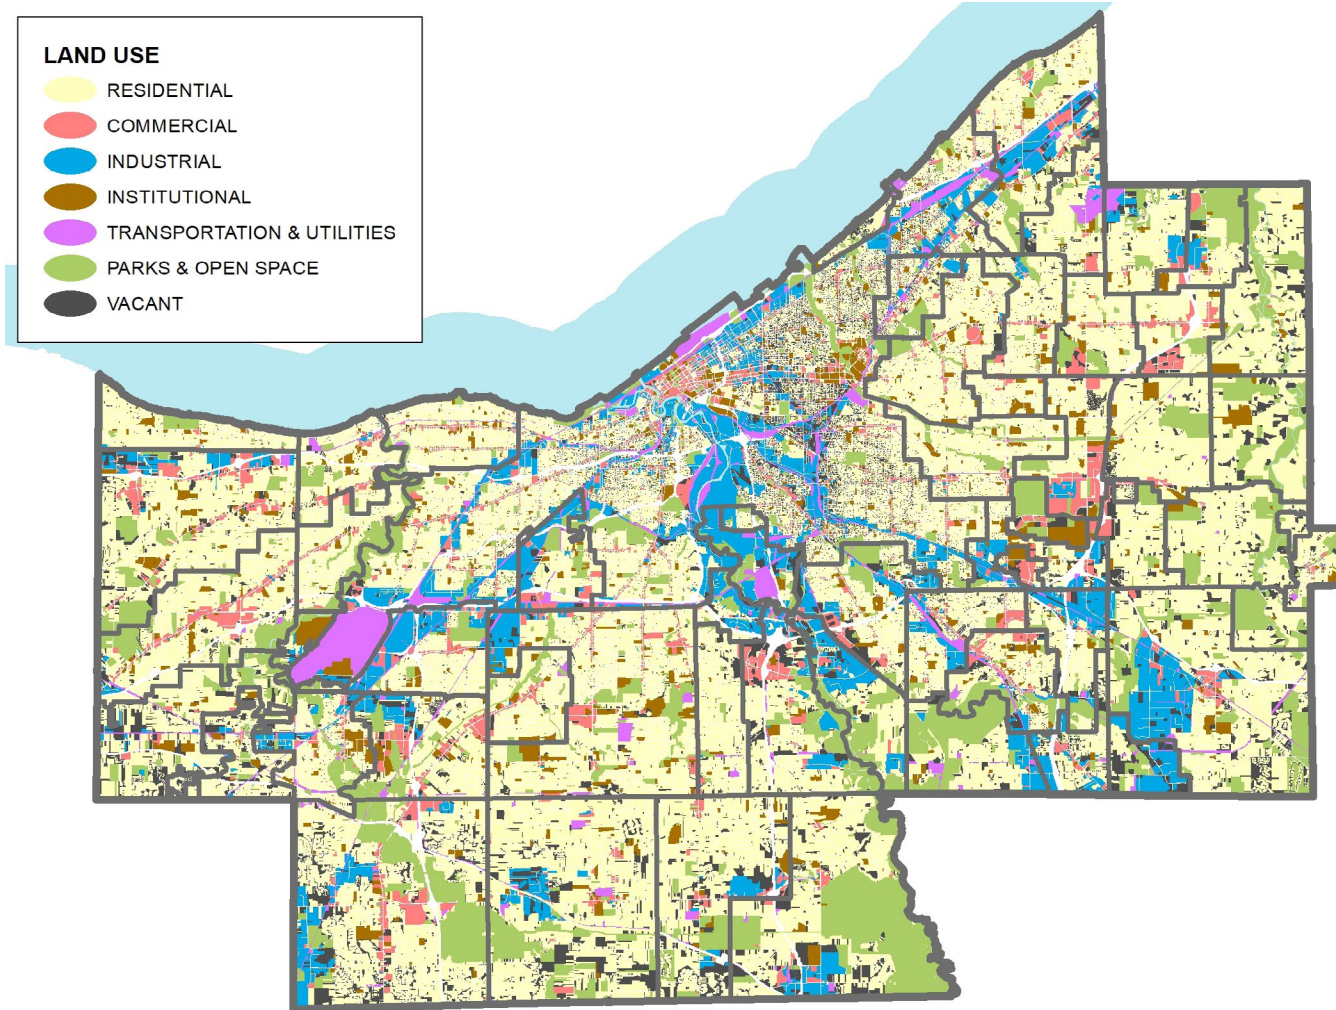 LAND USE
RESIDENTIAL
COMMERCIAL
INDUSTRIAL
INSTITUTIONAL
TRANSPORTATION & UTILITIES
PARKS & OPEN SPACE
VACANT